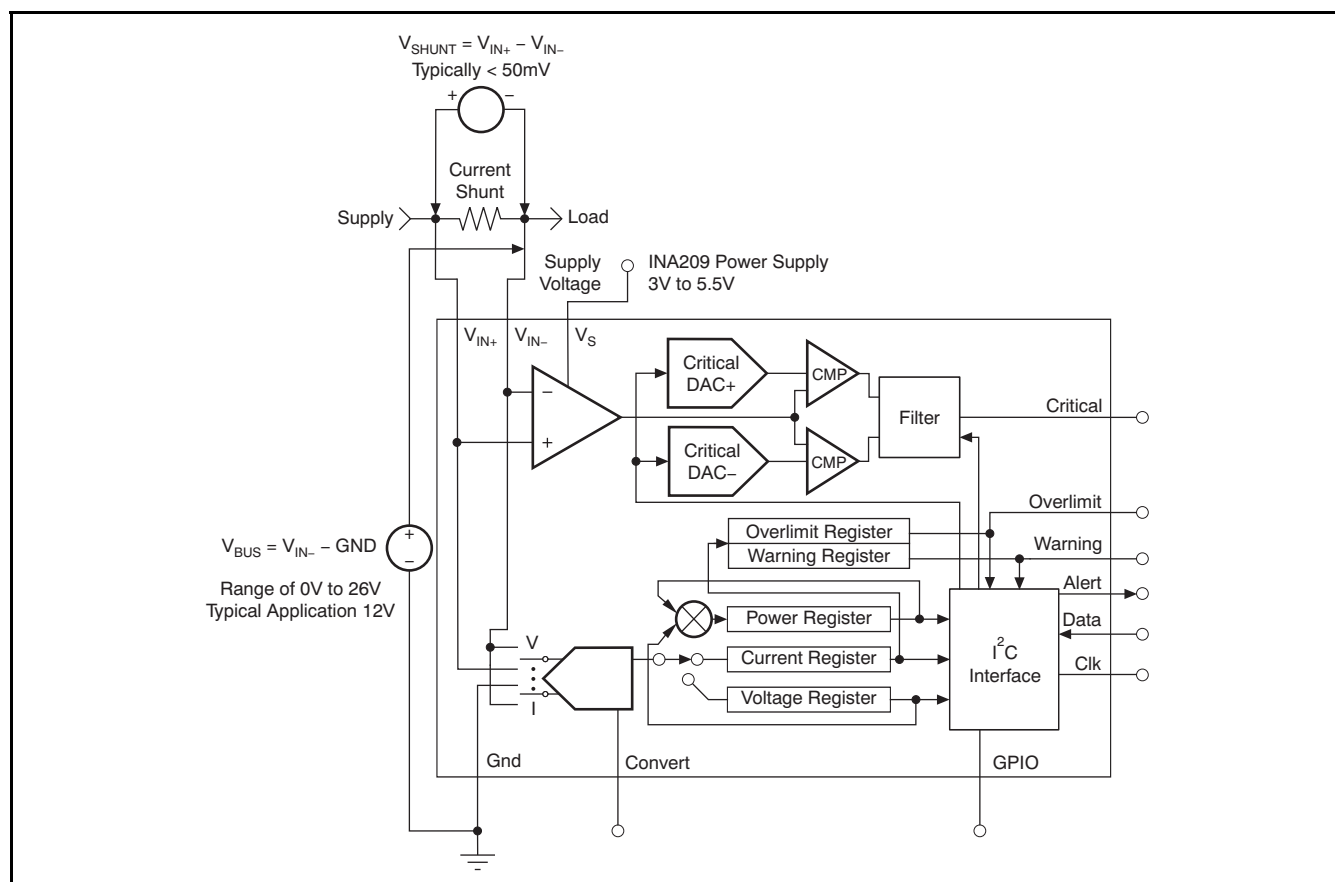 V_SHUNT = V_IN+ − V_IN−
Typically < 50mV
+ −
Current
Shunt
Supply
Load
Supply
Voltage
INA209 Power Supply
3V to 5.5V
V_IN+ V_IN− V_S
Critical
DAC+
CMP
−
+
Filter
Critical
Critical
DAC−
CMP
Overlimit
Overlimit Register
Warning
Warning Register
V_BUS = V_IN− − GND
+
−
Range of 0V to 26V
Typical Application 12V
Alert
Power Register
Data
V
Current Register
I²C
Interface
Clk
Voltage Register
I
Gnd
Convert
GPIO